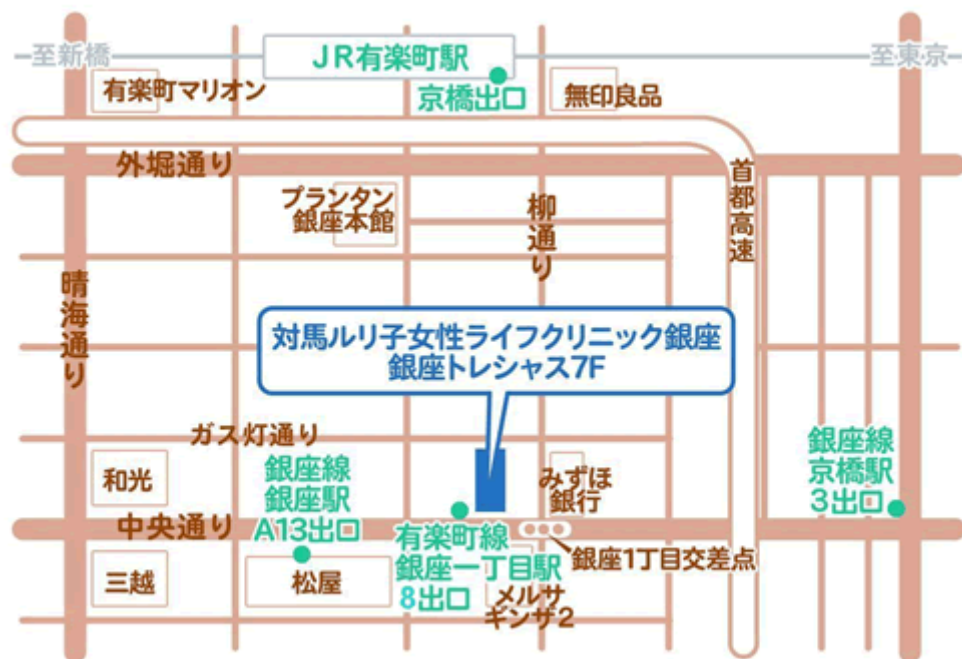 至新橋
JR有楽町駅
至東京
有楽町マリオン
京橋出口
無印良品
外堀通り
首都高速
プランタン
銀座本館
柳通り
晴海通り
対馬ルリ子女性ライフクリニック銀座
銀座トレシャス7F
ガス灯通り
和光
銀座線
銀座駅
A13出口
みずほ
銀行
銀座線
京橋駅
3出口
中央通り
有楽町線
銀座一丁目駅
8出口
銀座1丁目交差点
三越
松屋
メルサ
ギンザ2